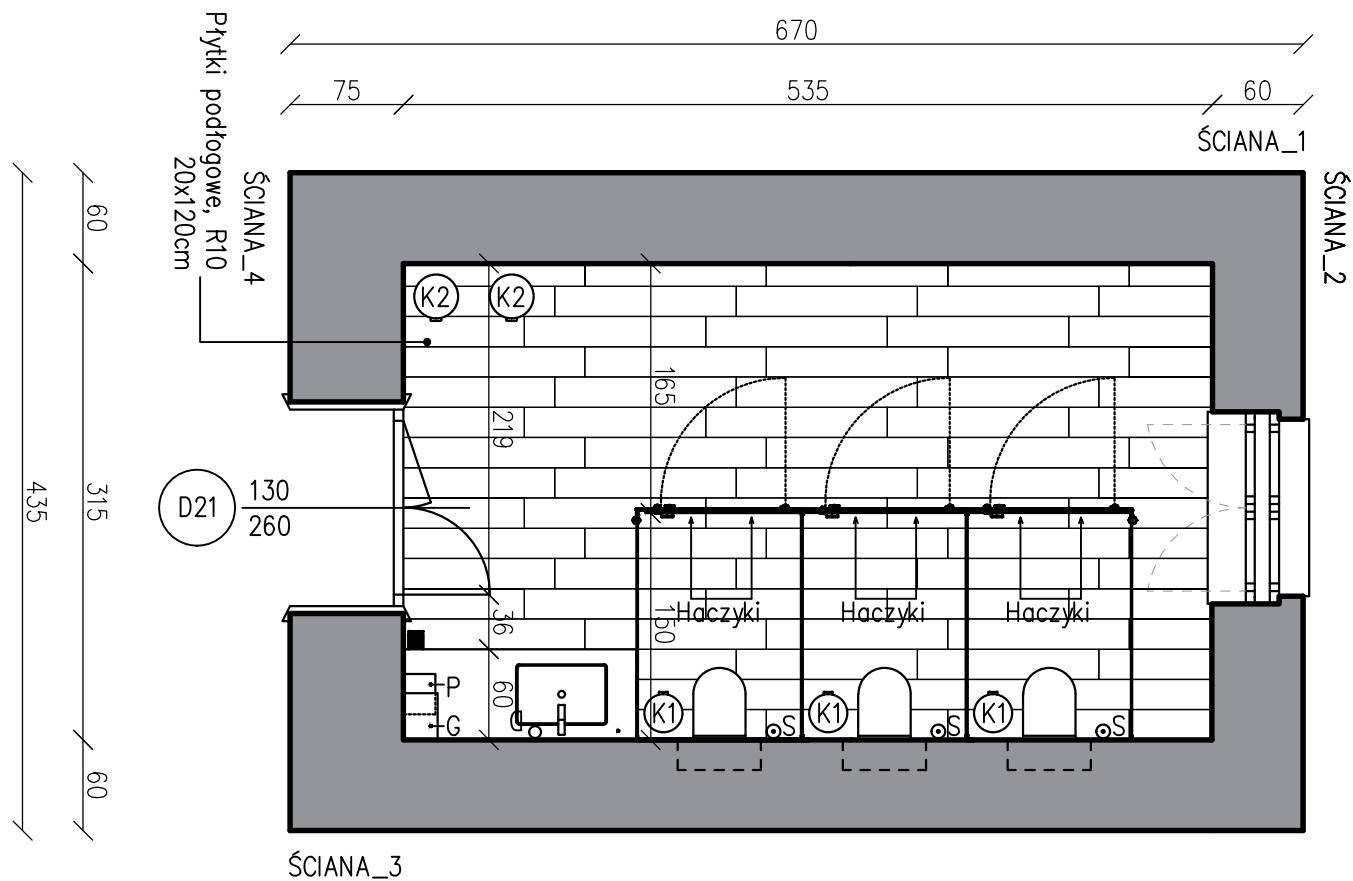 670
75
535
60
ŚCIANA_1
ŚCIANA_2
ŚCIANA_3
ŚCIANA_4
Płytki podłogowe, R10
20x120cm
435
60
315
60
K2
K2
165
219
D21
130
260
36
150
60
Haczyki
Haczyki
Haczyki
P
G
K1
S
K1
S
K1
S